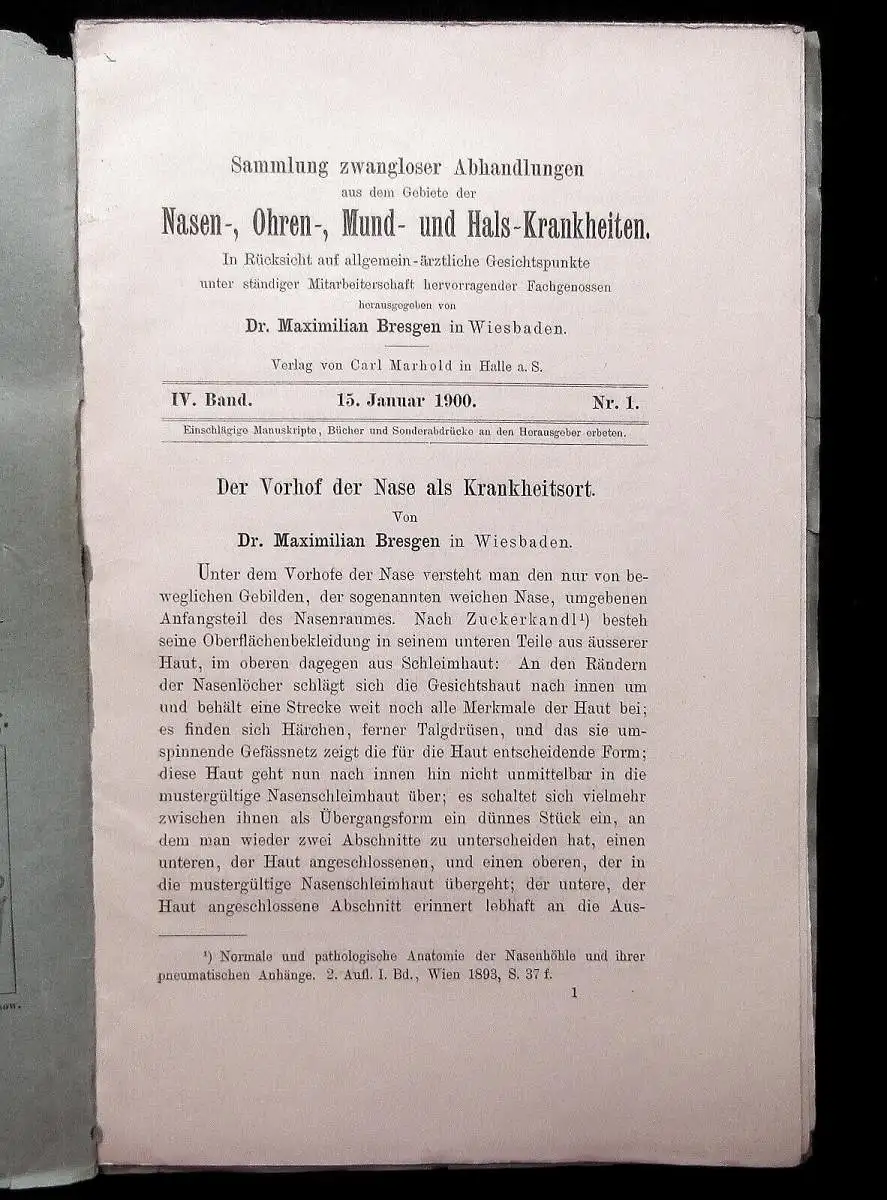 Sammlung zwangloser Abhandlungen
aus dem Gebiete der
Nasen-, Ohren-, Mund- und Hals-Krankheiten.
In Rücksicht auf allgemein-ärztliche Gesichtspunkte
unter ständiger Mitarbeiterschaft hervorragender Fachgenossen
herausgegeben von
Dr. Maximilian Bresgen in Wiesbaden.
Verlag von Carl Marhold in Halle a. S.
IV. Band. 15. Januar 1900. Nr. 1.
Einschlägige Manuskripte, Bücher und Sonderabdrücke an den Herausgeber erbeten.
Der Vorhof der Nase als Krankheitsort.
Von
Dr. Maximilian Bresgen in Wiesbaden.
Unter dem Vorhofe der Nase versteht man den nur von be-
weglichen Gebilden, der sogenannten weichen Nase, umgebenen
Anfangsteil des Nasenraumes. Nach Zuckerkandl¹) besteh
seine Oberflächenbekleidung in seinem unteren Teile aus äusserer
Haut, im oberen dagegen aus Schleimhaut: An den Rändern
der Nasenlöcher schlägt sich die Gesichtshaut nach innen um
und behält eine Strecke weit noch alle Merkmale der Haut bei;
es finden sich Härchen, ferner Talgdrüsen, und das sie um-
spinnende Gefässnetz zeigt die für die Haut entscheidende Form;
diese Haut geht nun nach innen hin nicht unmittelbar in die
mustergültige Nasenschleimhaut über; es schaltet sich vielmehr
zwischen ihnen als Übergangsform ein dünnes Stück ein, an
dem man wieder zwei Abschnitte zu unterscheiden hat, einen
unteren, der Haut angeschlossenen, und einen oberen, der in
die mustergültige Nasenschleimhaut übergeht; der untere, der
Haut angeschlossene Abschnitt erinnert lebhaft an die Aus-
¹) Normale und pathologische Anatomie der Nasenhöhle und ihrer
pneumatischen Anhänge. 2. Aufl. I. Bd., Wien 1893, S. 37 f.
1